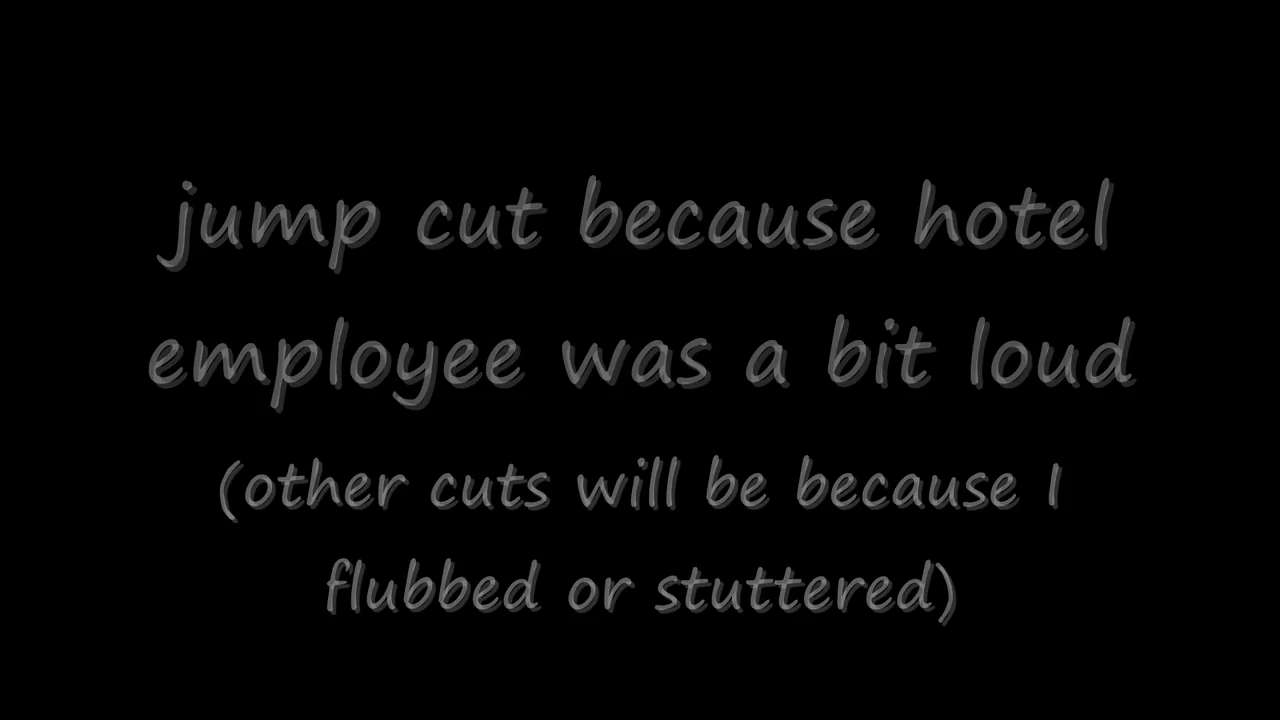 jump cut because hotel
employee was a bit loud
(other cuts will be because I
flubbed or stuttered)